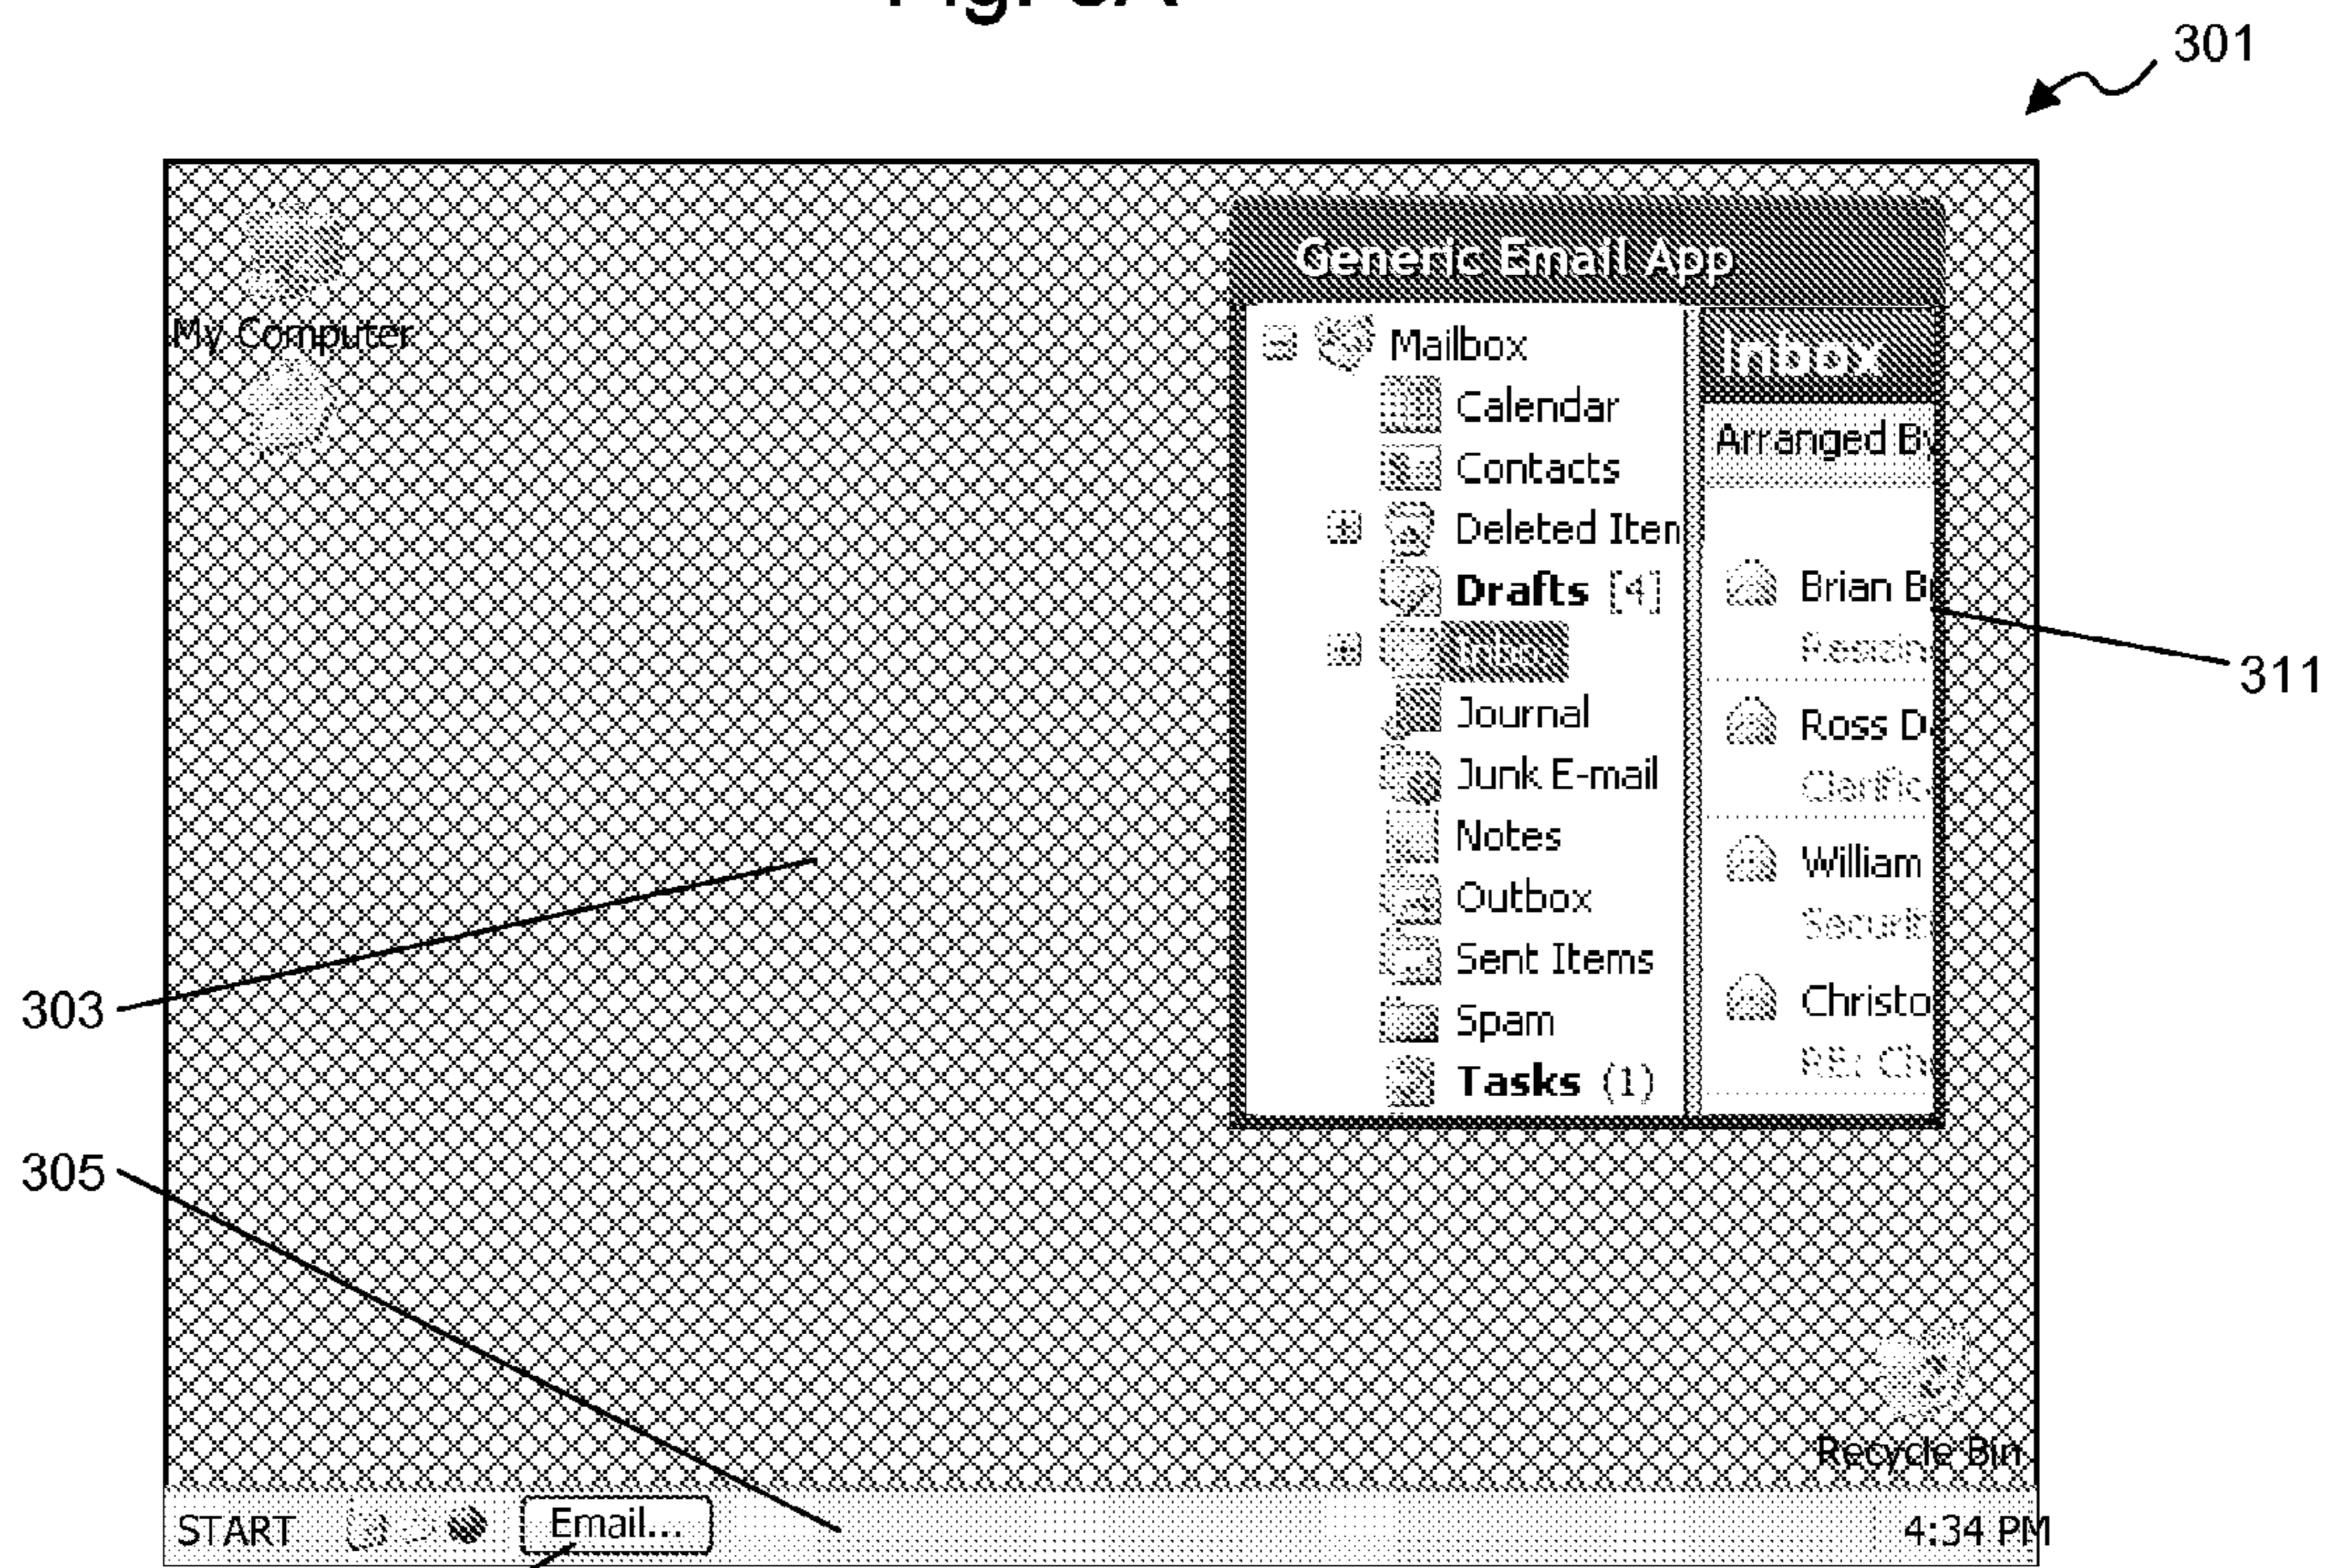 301
My Computer
Generic Email App
Mailbox
Calendar
Contacts
Deleted Iten
Drafts [4]
Inbox
Journal
Junk E-mail
Notes
Outbox
Sent Items
Spam
Tasks (1)
Inbox
Arranged By
Brian
Ross
William
Christo
311
303
305
Recycle Bin
START
Email...
4:34 PM